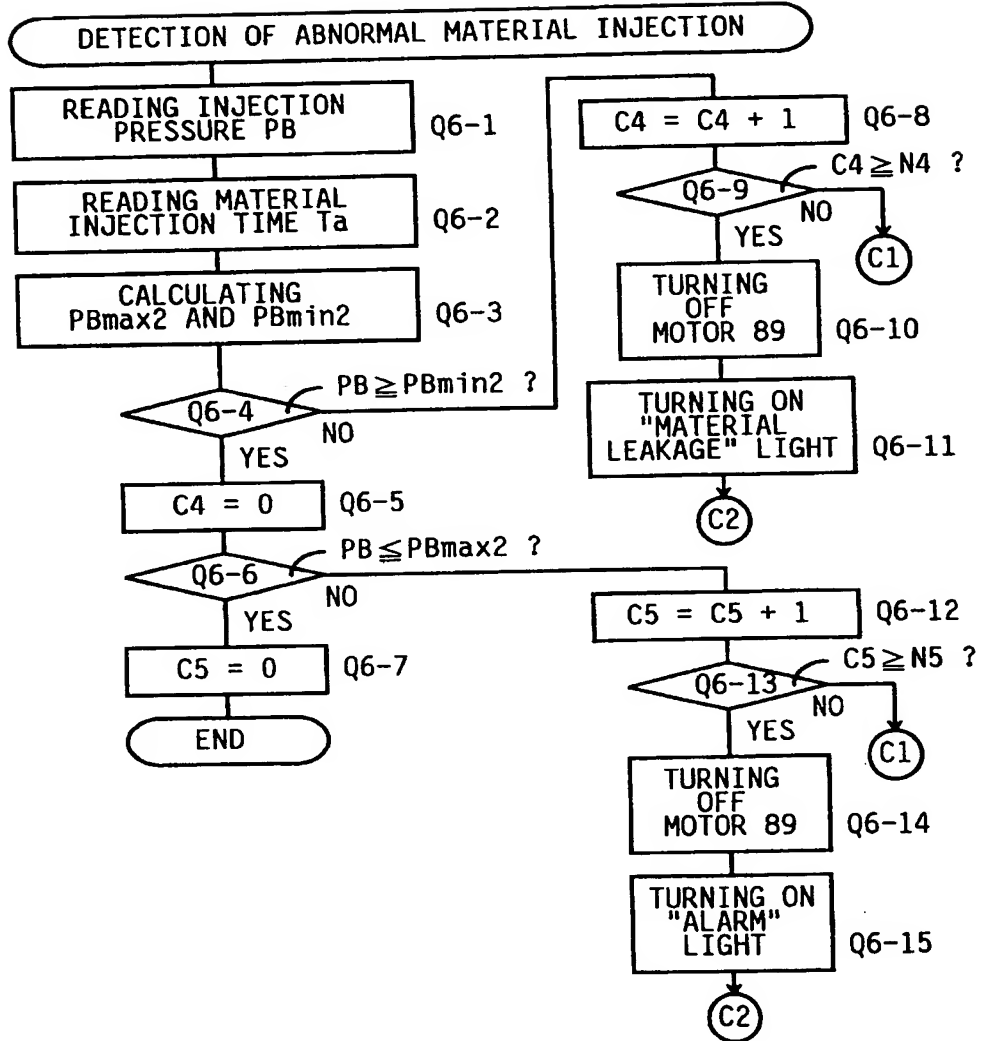 DETECTION OF ABNORMAL MATERIAL INJECTION
READING INJECTION
PRESSURE PB
Q6-1
READING MATERIAL
INJECTION TIME Ta
Q6-2
CALCULATING
PBmax2 AND PBmin2
Q6-3
PB≧PBmin2 ?
Q6-4
NO
YES
C4 = 0
Q6-5
PB≦PBmax2 ?
Q6-6
NO
YES
C5 = 0
Q6-7
END
C4 = C4 + 1
Q6-8
C4≧N4 ?
Q6-9
NO
YES
C1
TURNING
OFF
MOTOR 89
Q6-10
TURNING ON
"MATERIAL
LEAKAGE" LIGHT
Q6-11
C2
C5 = C5 + 1
Q6-12
C5≧N5 ?
Q6-13
NO
YES
C1
TURNING
OFF
MOTOR 89
Q6-14
TURNING ON
"ALARM"
LIGHT
Q6-15
C2